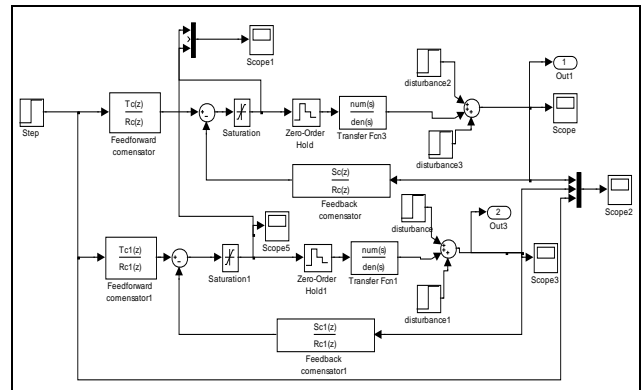 Scope1
disturbance2
1
Out1
Step
Tc(z)
Rc(z)
Feedforward
comensator
Saturation
Zero-Order
Hold
num(s)
den(s)
Transfer Fcn3
disturbance3
Scope
Sc(z)
Rc(z)
Feedback
comensator
Scope2
disturbance
2
Out3
Scope5
Tc1(z)
Rc1(z)
Feedforward
comensator1
Saturation1
Zero-Order
Hold1
num(s)
den(s)
Transfer Fcn1
disturbance1
Scope3
Sc1(z)
Rc1(z)
Feedback
comensator1